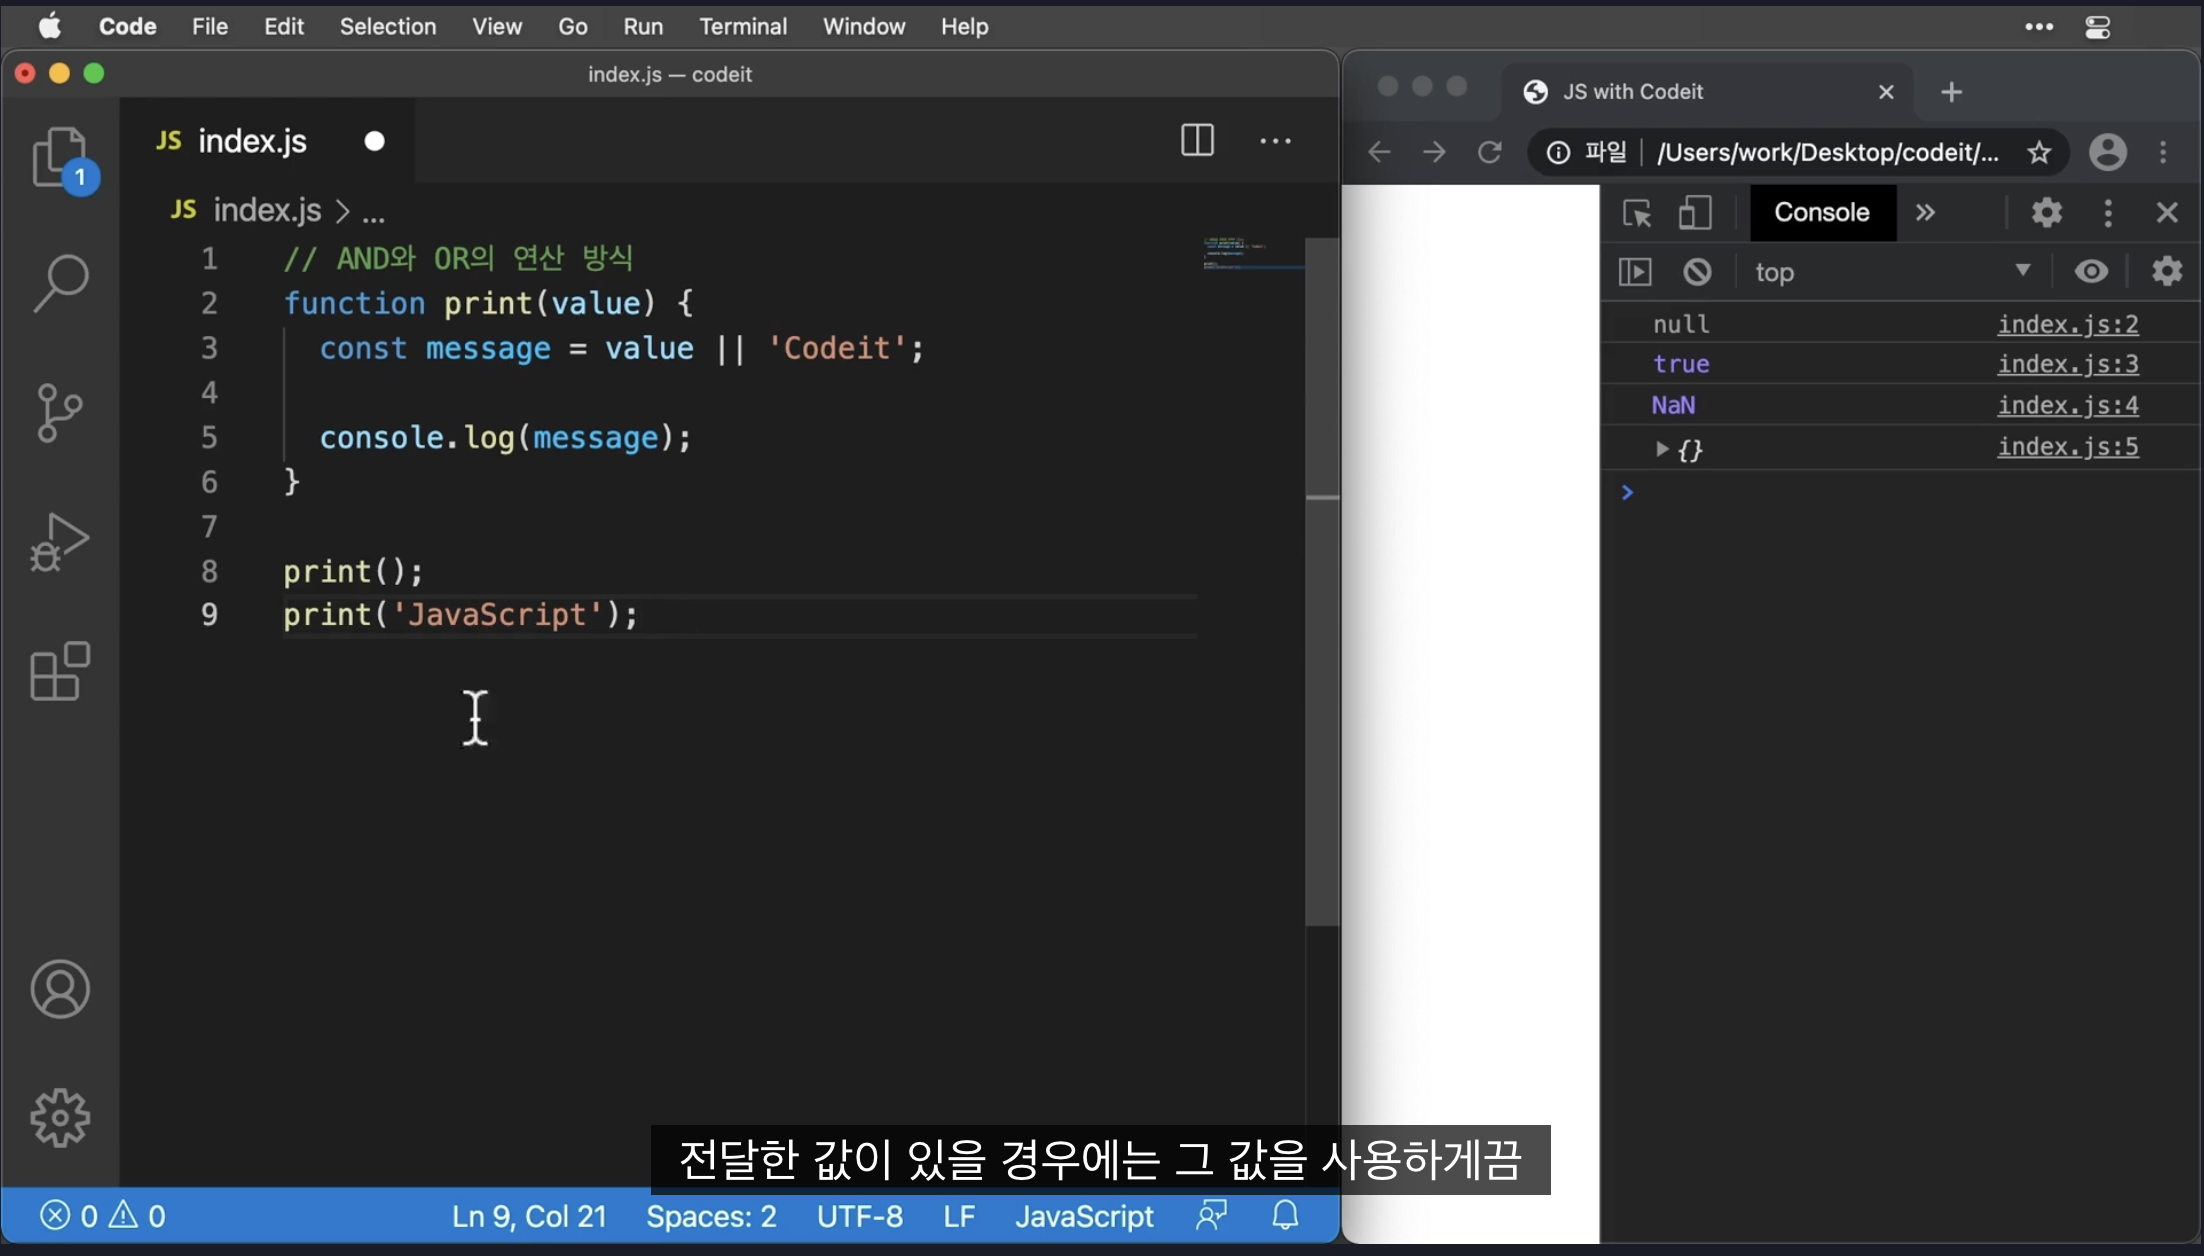 Code File Edit Selection View Go Run Terminal Window Help
index.js — codeit
JS index.js
JS index.js > ...
1 // AND와 OR의 연산 방식
2 function print(value) {
3 const message = value || 'Codeit';
4
5 console.log(message);
6 }
7
8 print();
9 print('JavaScript');
1
JS with Codeit
파일 /Users/work/Desktop/codeit/...
Console
top
null index.js:2
true index.js:3
NaN index.js:4
{} index.js:5
>
전달한 값이 있을 경우에는 그 값을 사용하게끔
0 0 Ln 9, Col 21 Spaces: 2 UTF-8 LF JavaScript